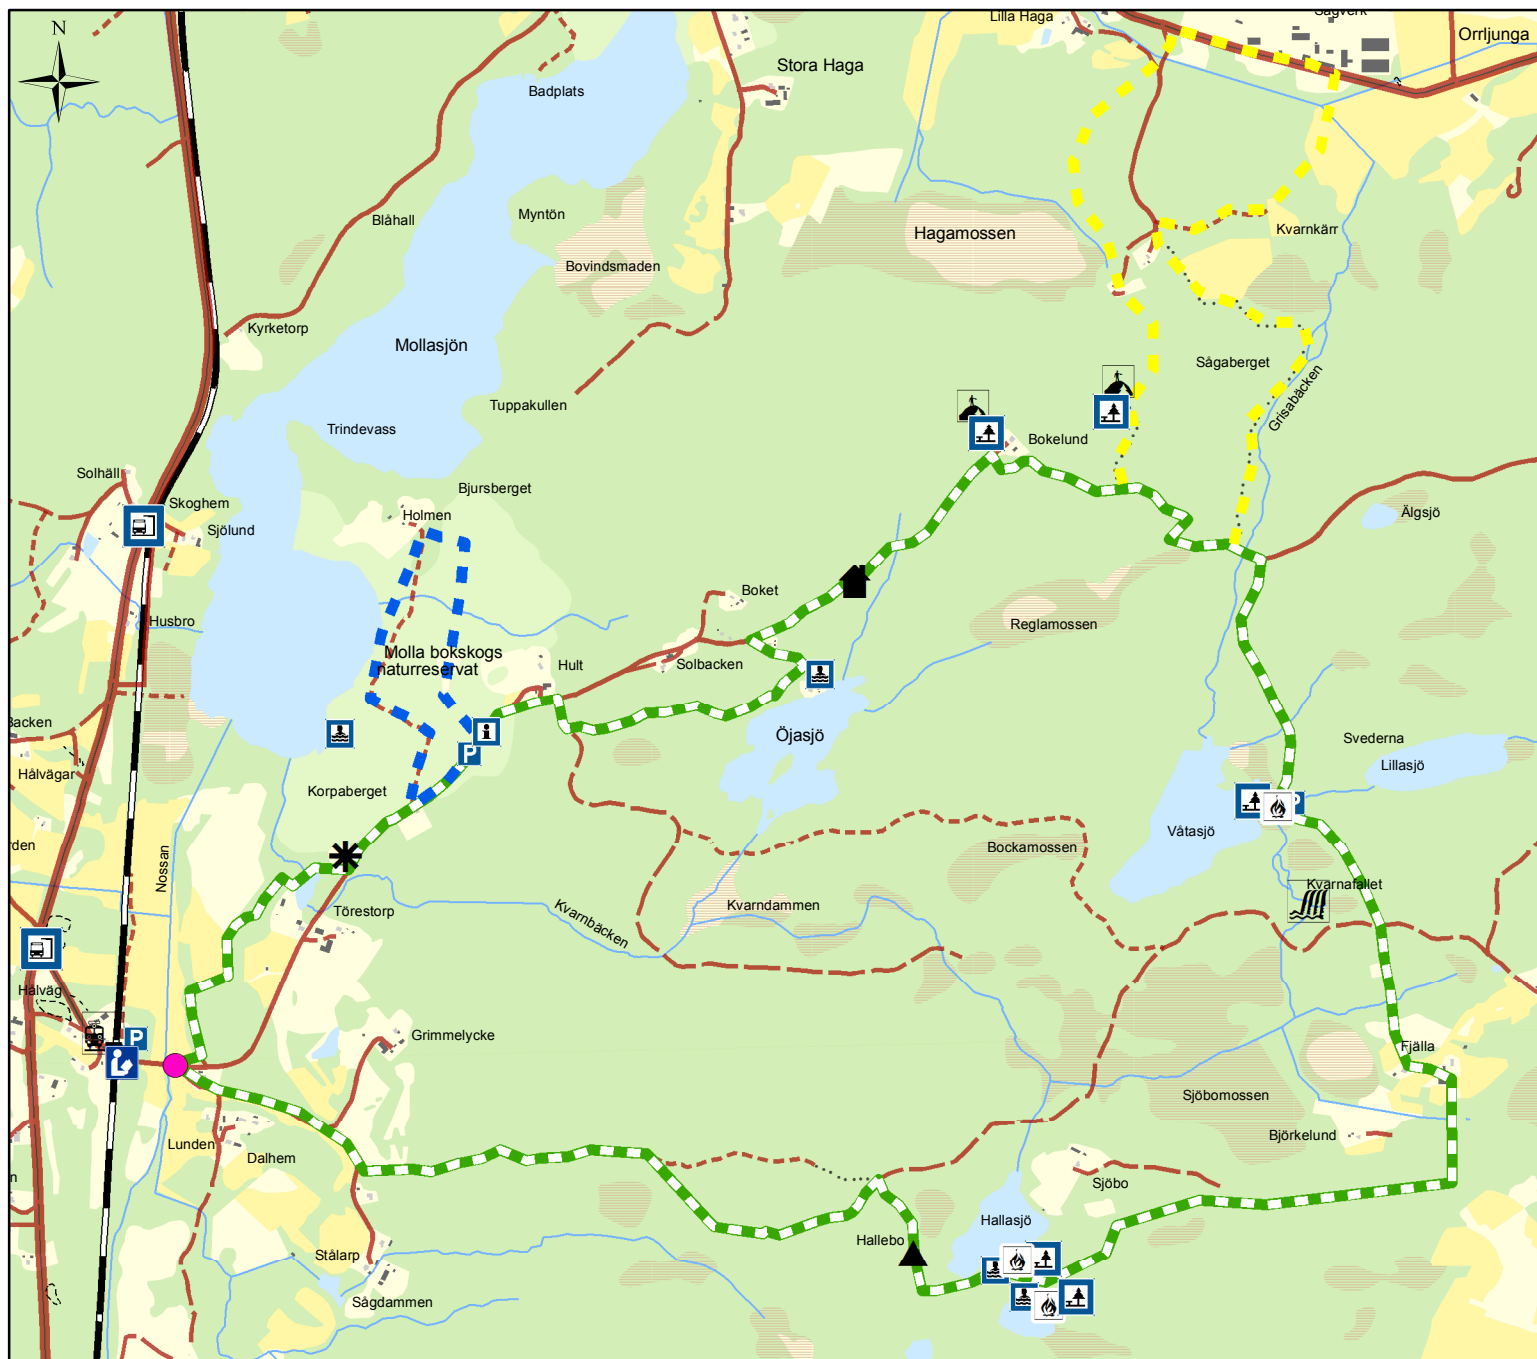 N
Lilla Haga
Sågverk
Orrljunga
Stora Haga
Badplats
Myntön
Blåhall
Hagamossen
Kvarnkärr
Bovindsmaden
Kyrketorp
Mollasjön
Sågaberget
Grisabäcken
Tuppakullen
Trindevass
Bokelund
Solhäll
Bjursberget
Skoghem
Holmen
Sjölund
Älgsjö
Boket
Husbro
Reglamossen
Molla bokskogs
naturreservat
Hult
Solbacken
Backen
Öjasjö
Svederna
Lillasjö
i
P
P
Hålvägar
Korpaberget
Våtasjö
rden
Bockamossen
Nossan
Kvarnafallet
Törestorp
Kvarndammen
Kvarnbäcken
Hålväg
P
Grimmelycke
Fjälla
Sjöbomossen
Björkelund
Lunden
Dalhem
n
Sjöbo
Hallasjö
Hallebo
Stålarp
Sågdammen